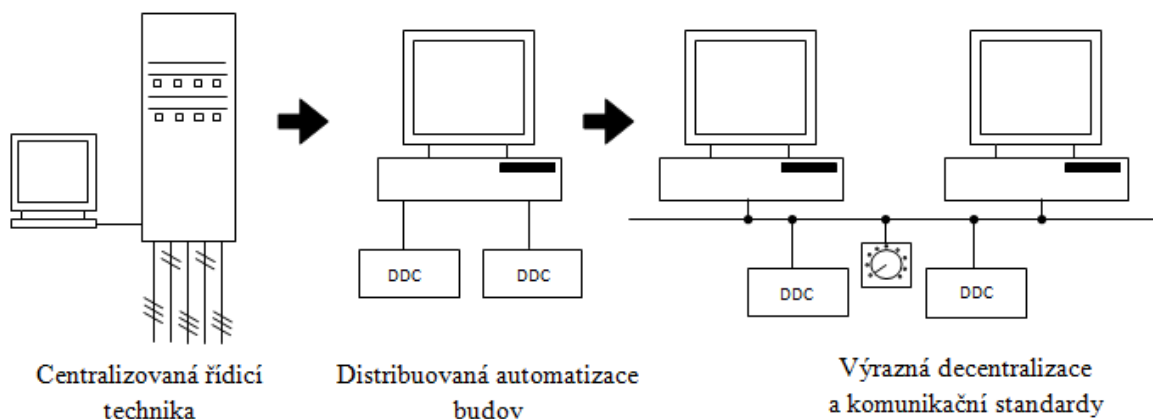 DDC
DDC
DDC
DDC
Centralizovaná řídicí
technika
Distribuovaná automatizace
budov
Výrazná decentralizace
a komunikační standardy